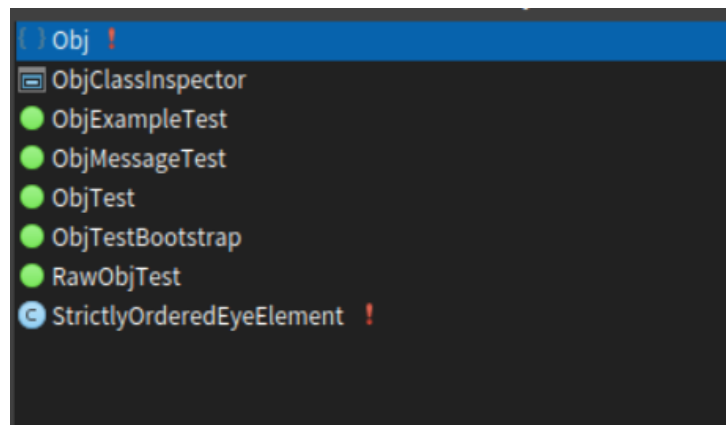 { } Obj !
ObjClassInspector
ObjExampleTest
ObjMessageTest
ObjTest
ObjTestBootstrap
RawObjTest
C StrictlyOrderedEyeElement !